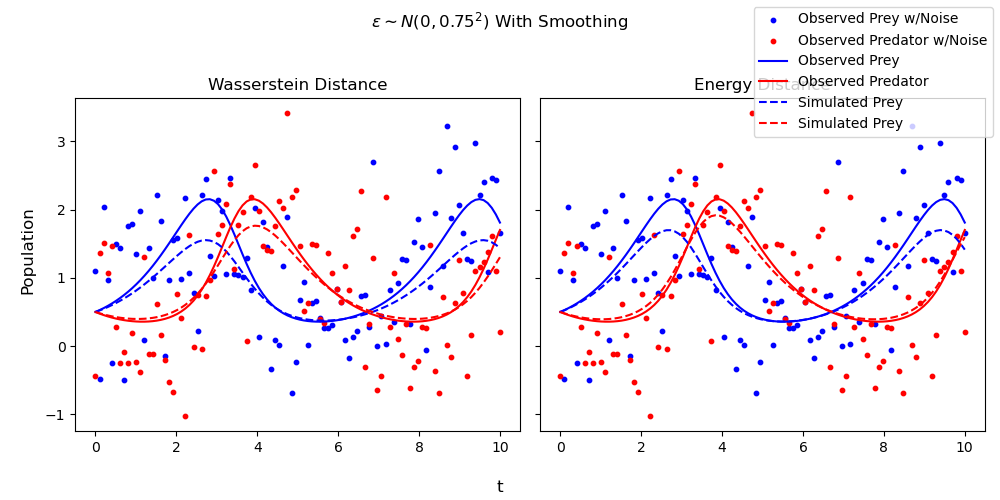 ε ~ N(0, 0.75²) With Smoothing
Observed Prey w/Noise
Observed Predator w/Noise
Observed Prey
Observed Predator
Simulated Prey
Simulated Prey
Wasserstein Distance
Energy Distance
Population
3
2
1
0
−1
0 2 4 6 8 10
0 2 4 6 8 10
t